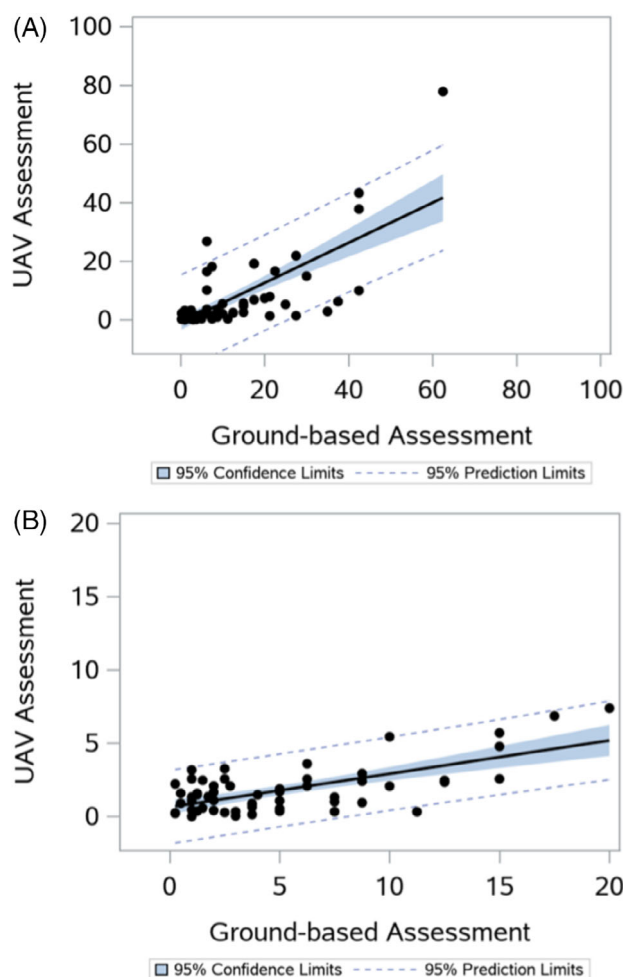 (A)
100
80
60
40
20
0
UAV Assessment
0 20 40 60 80 100
Ground-based Assessment
95% Confidence Limits 95% Prediction Limits
(B)
20
15
10
5
0
UAV Assessment
0 5 10 15 20
Ground-based Assessment
95% Confidence Limits 95% Prediction Limits